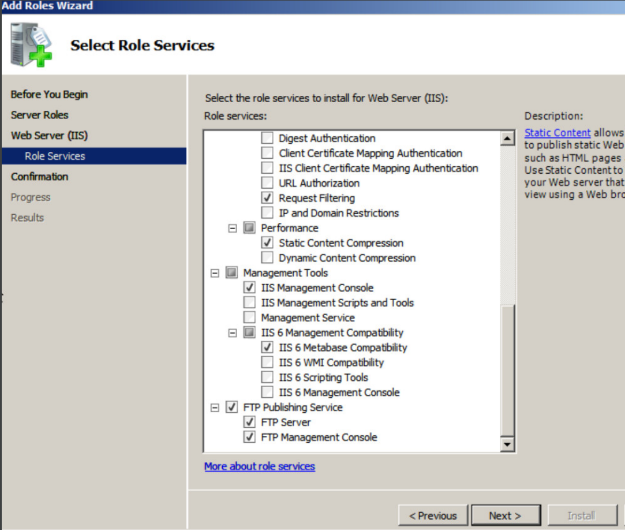 Add Roles Wizard
Select Role Services
Before You Begin
Server Roles
Web Server (IIS)
Role Services
Confirmation
Progress
Results
Select the role services to install for Web Server (IIS):
Role services:
Digest Authentication
Client Certificate Mapping Authentication
IIS Client Certificate Mapping Authentication
URL Authorization
Request Filtering
IP and Domain Restrictions
Performance
Static Content Compression
Dynamic Content Compression
Management Tools
IIS Management Console
IIS Management Scripts and Tools
Management Service
IIS 6 Management Compatibility
IIS 6 Metabase Compatibility
IIS 6 WMI Compatibility
IIS 6 Scripting Tools
IIS 6 Management Console
FTP Publishing Service
FTP Server
FTP Management Console
More about role services
Description:
Static Content allows
to publish static Web
such as HTML pages
Use Static Content to
your Web server that
view using a Web bro
< Previous
Next >
Install